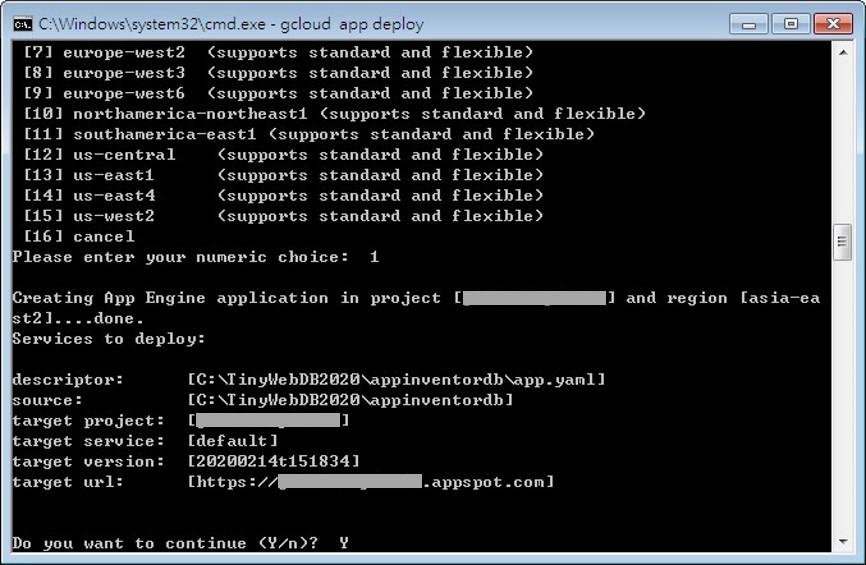 C:\Windows\system32\cmd.exe - gcloud app deploy
[7] europe-west2  (supports standard and flexible)
[8] europe-west3  (supports standard and flexible)
[9] europe-west6  (supports standard and flexible)
[10] northamerica-northeast1 (supports standard and flexible)
[11] southamerica-east1 (supports standard and flexible)
[12] us-central    (supports standard and flexible)
[13] us-east1      (supports standard and flexible)
[14] us-east4      (supports standard and flexible)
[15] us-west2      (supports standard and flexible)
[16] cancel
Please enter your numeric choice:  1
Creating App Engine application in project [ ] and region [asia-ea
st2]....done.
Services to deploy:
descriptor:      [C:\TinyWebDB2020\appinventordb\app.yaml]
source:          [C:\TinyWebDB2020\appinventordb]
target project:  [ ]
target service:  [default]
target version:  [20200214t151834]
target url:      [https:// .appspot.com]
Do you want to continue (Y/n)?  Y